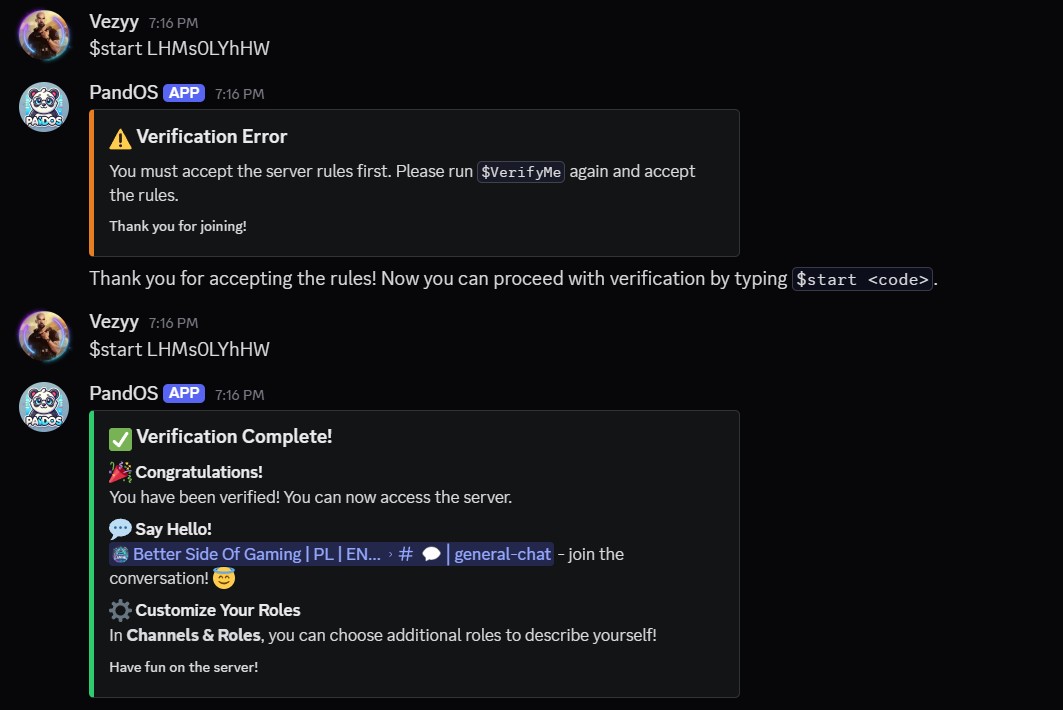 Vezyy 7:16 PM
$start LHMs0LYhHW
PandOS APP 7:16 PM
PANDOS
⚠️ Verification Error
You must accept the server rules first. Please run $VerifyMe again and accept
the rules.
Thank you for joining!
Thank you for accepting the rules! Now you can proceed with verification by typing $start <code>.
Vezyy 7:16 PM
$start LHMs0LYhHW
PandOS APP 7:16 PM
PANDOS
✅ Verification Complete!
🎉 Congratulations!
You have been verified! You can now access the server.
💬 Say Hello!
Better Side Of Gaming | PL | EN... › # 💬 | general-chat - join the
conversation! 😇
⚙️ Customize Your Roles
In Channels & Roles, you can choose additional roles to describe yourself!
Have fun on the server!